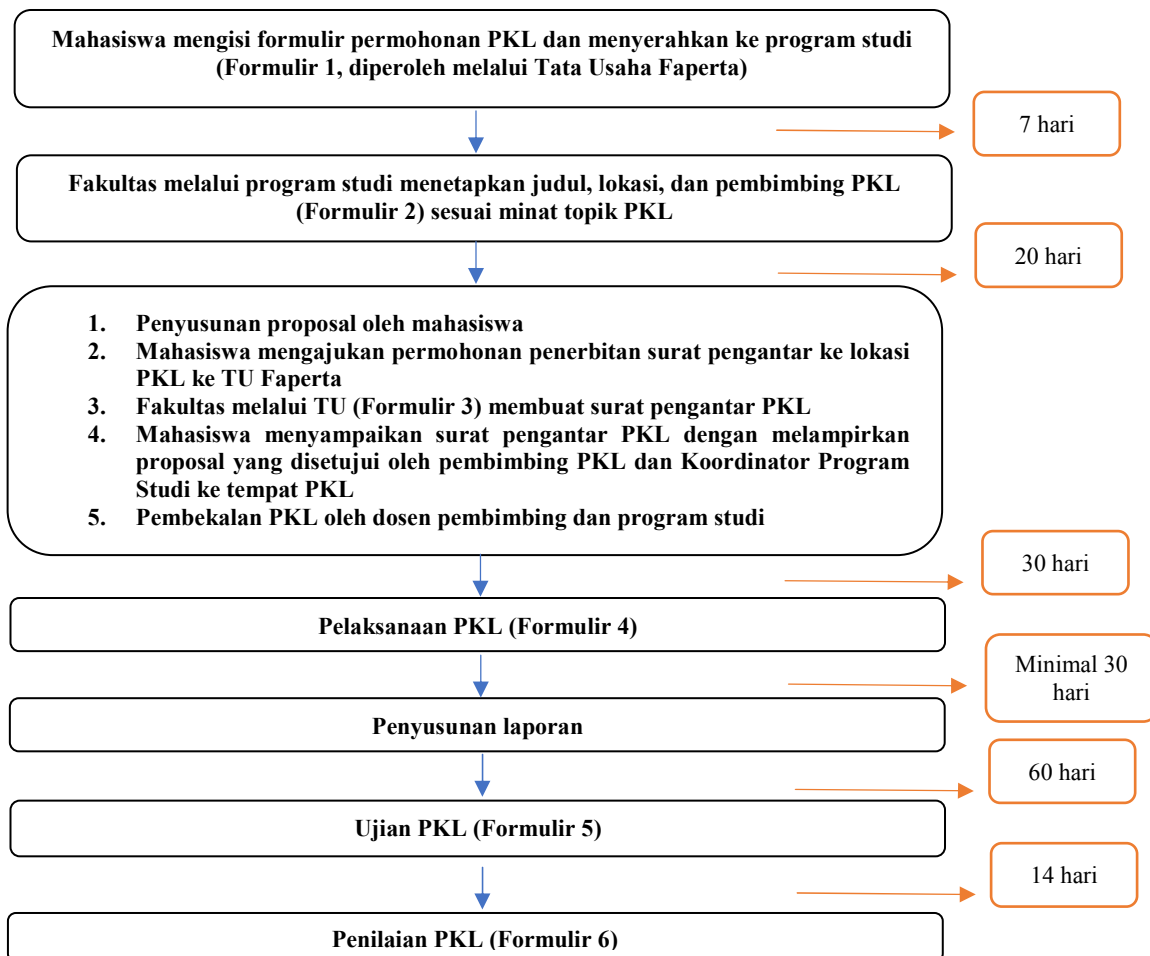 Mahasiswa mengisi formulir permohonan PKL dan menyerahkan ke program studi
(Formulir 1, diperoleh melalui Tata Usaha Faperta)
7 hari
Fakultas melalui program studi menetapkan judul, lokasi, dan pembimbing PKL
(Formulir 2) sesuai minat topik PKL
20 hari
1. Penyusunan proposal oleh mahasiswa
2. Mahasiswa mengajukan permohonan penerbitan surat pengantar ke lokasi
PKL ke TU Faperta
3. Fakultas melalui TU (Formulir 3) membuat surat pengantar PKL
4. Mahasiswa menyampaikan surat pengantar PKL dengan melampirkan
proposal yang disetujui oleh pembimbing PKL dan Koordinator Program
Studi ke tempat PKL
5. Pembekalan PKL oleh dosen pembimbing dan program studi
30 hari
Pelaksanaan PKL (Formulir 4)
Minimal 30
hari
Penyusunan laporan
60 hari
Ujian PKL (Formulir 5)
14 hari
Penilaian PKL (Formulir 6)